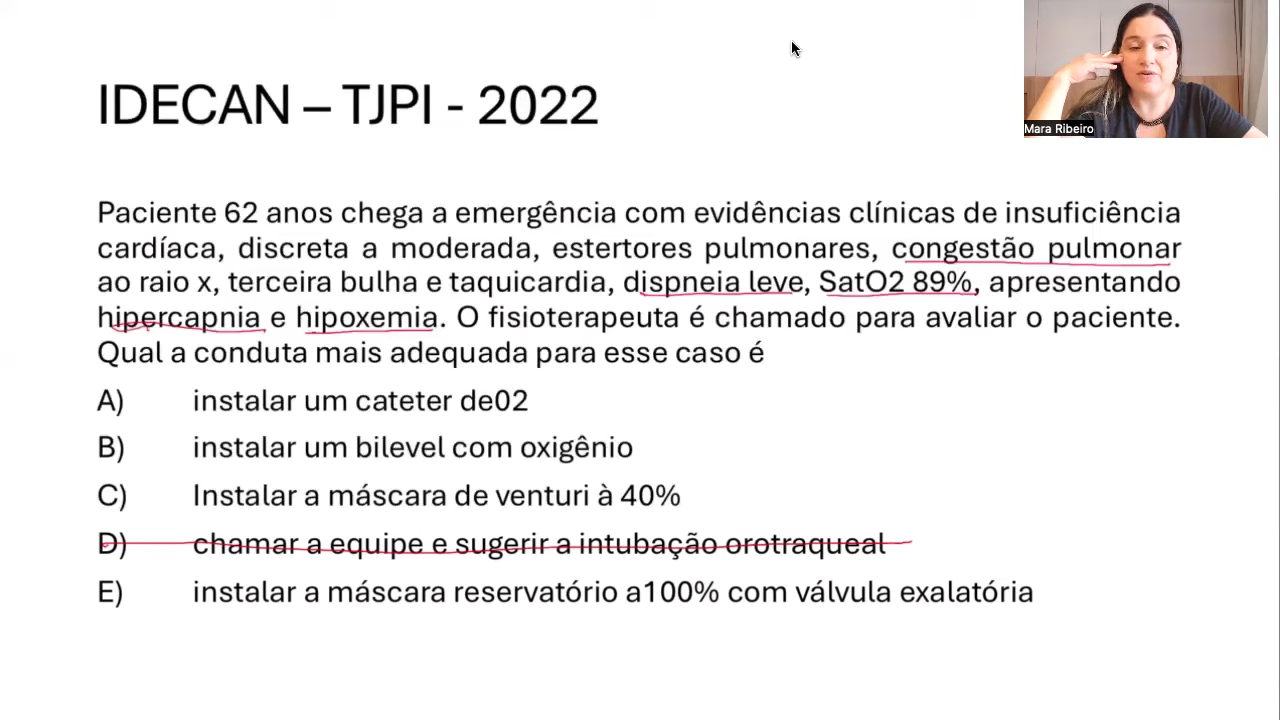 IDECAN – TJPI - 2022
Mara Ribeiro
Paciente 62 anos chega a emergência com evidências clínicas de insuficiência
cardíaca, discreta a moderada, estertores pulmonares, congestão pulmonar
ao raio x, terceira bulha e taquicardia, dispneia leve, SatO2 89%, apresentando
hipercapnia e hipoxemia. O fisioterapeuta é chamado para avaliar o paciente.
Qual a conduta mais adequada para esse caso é
A) instalar um cateter de02
B) instalar um bilevel com oxigênio
C) Instalar a máscara de venturi à 40%
D) chamar a equipe e sugerir a intubação orotraqueal
E) instalar a máscara reservatório a100% com válvula exalatória